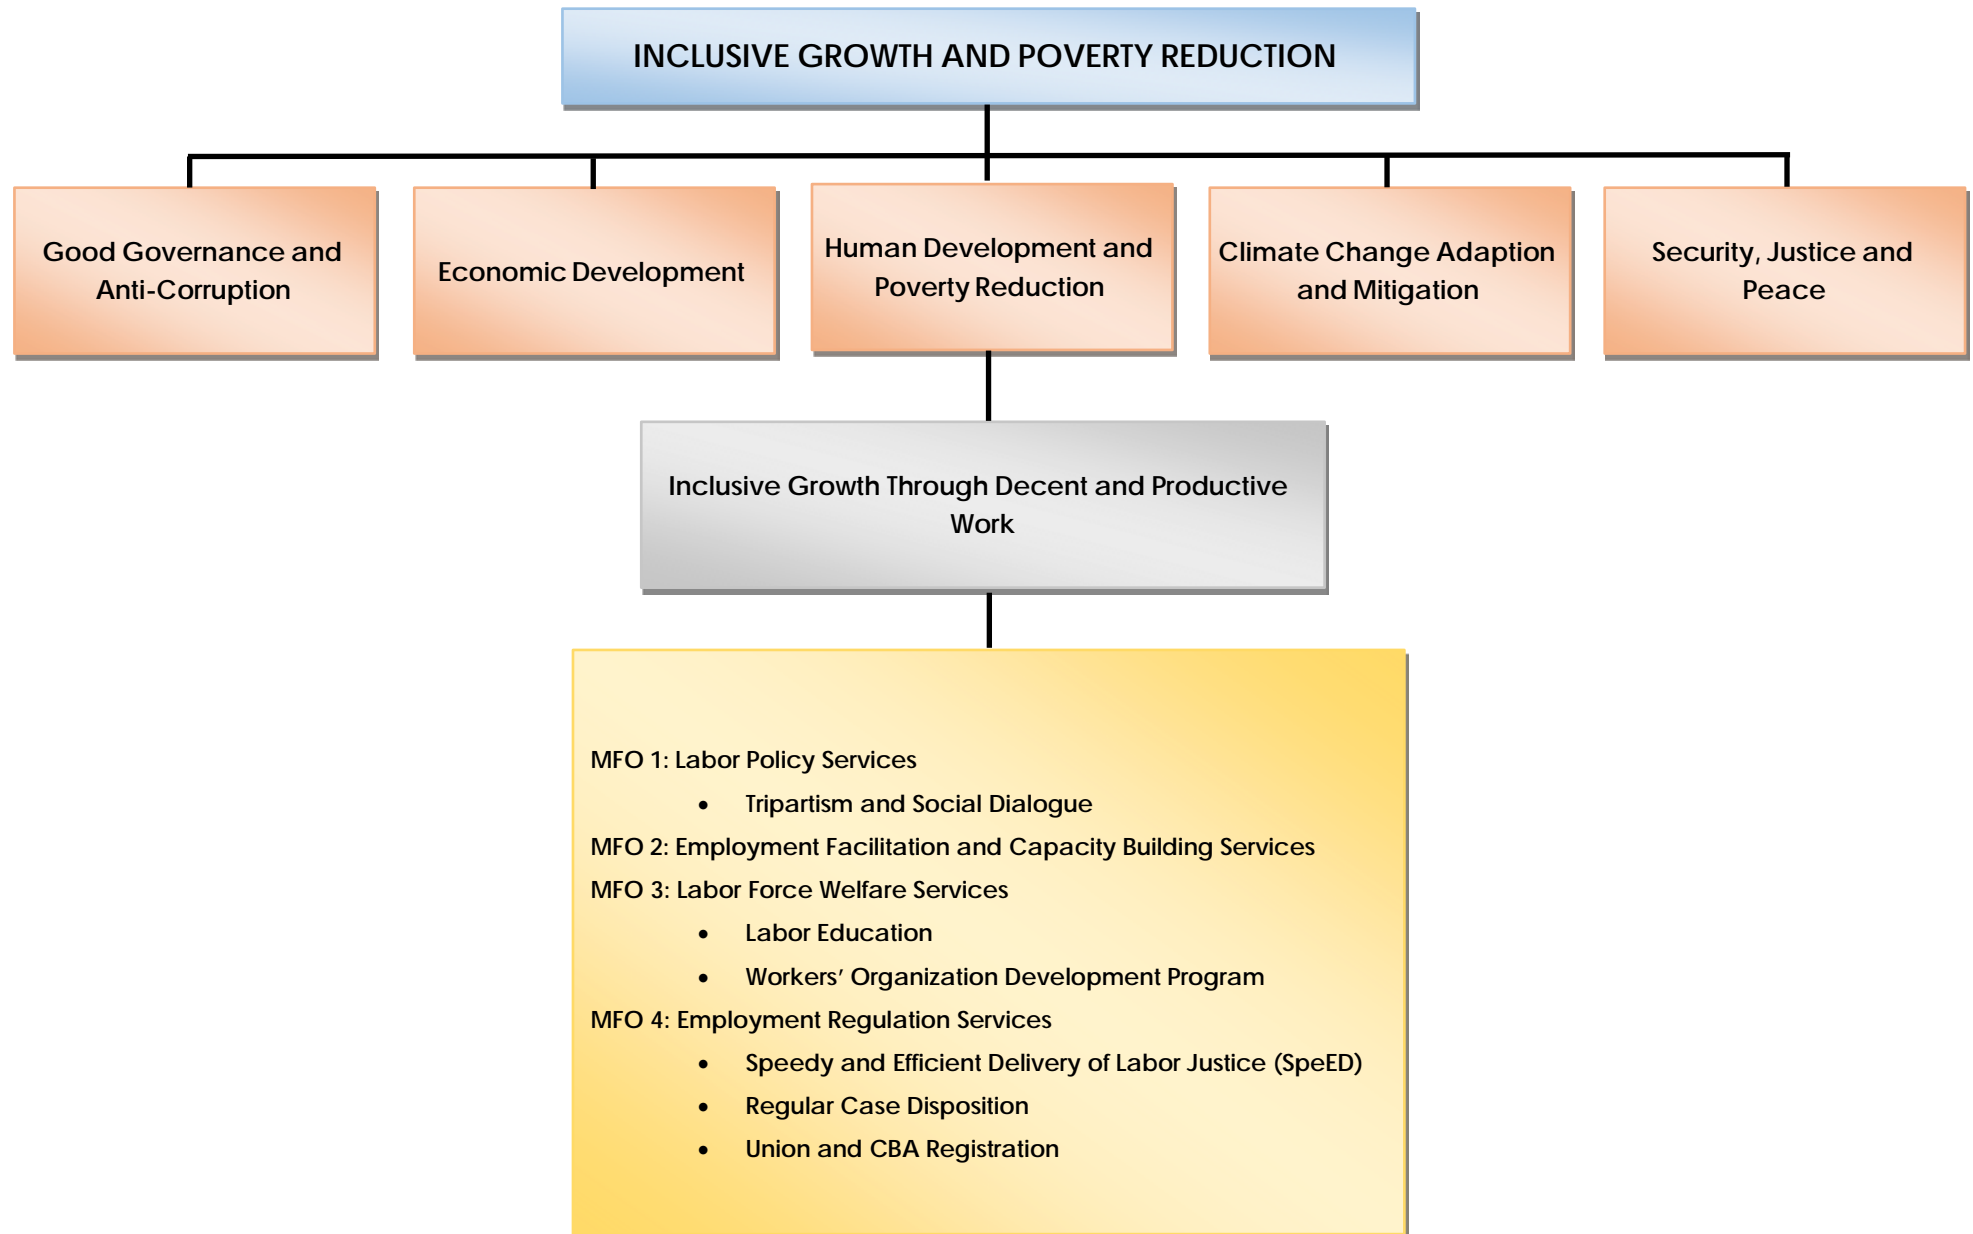 INCLUSIVE GROWTH AND POVERTY REDUCTION
Good Governance and
Anti-Corruption
Economic Development
Human Development and
Poverty Reduction
Climate Change Adaption
and Mitigation
Security, Justice and
Peace
Inclusive Growth Through Decent and Productive
Work
MFO 1: Labor Policy Services
• Tripartism and Social Dialogue
MFO 2: Employment Facilitation and Capacity Building Services
MFO 3: Labor Force Welfare Services
• Labor Education
• Workers’ Organization Development Program
MFO 4: Employment Regulation Services
• Speedy and Efficient Delivery of Labor Justice (SpeED)
• Regular Case Disposition
• Union and CBA Registration